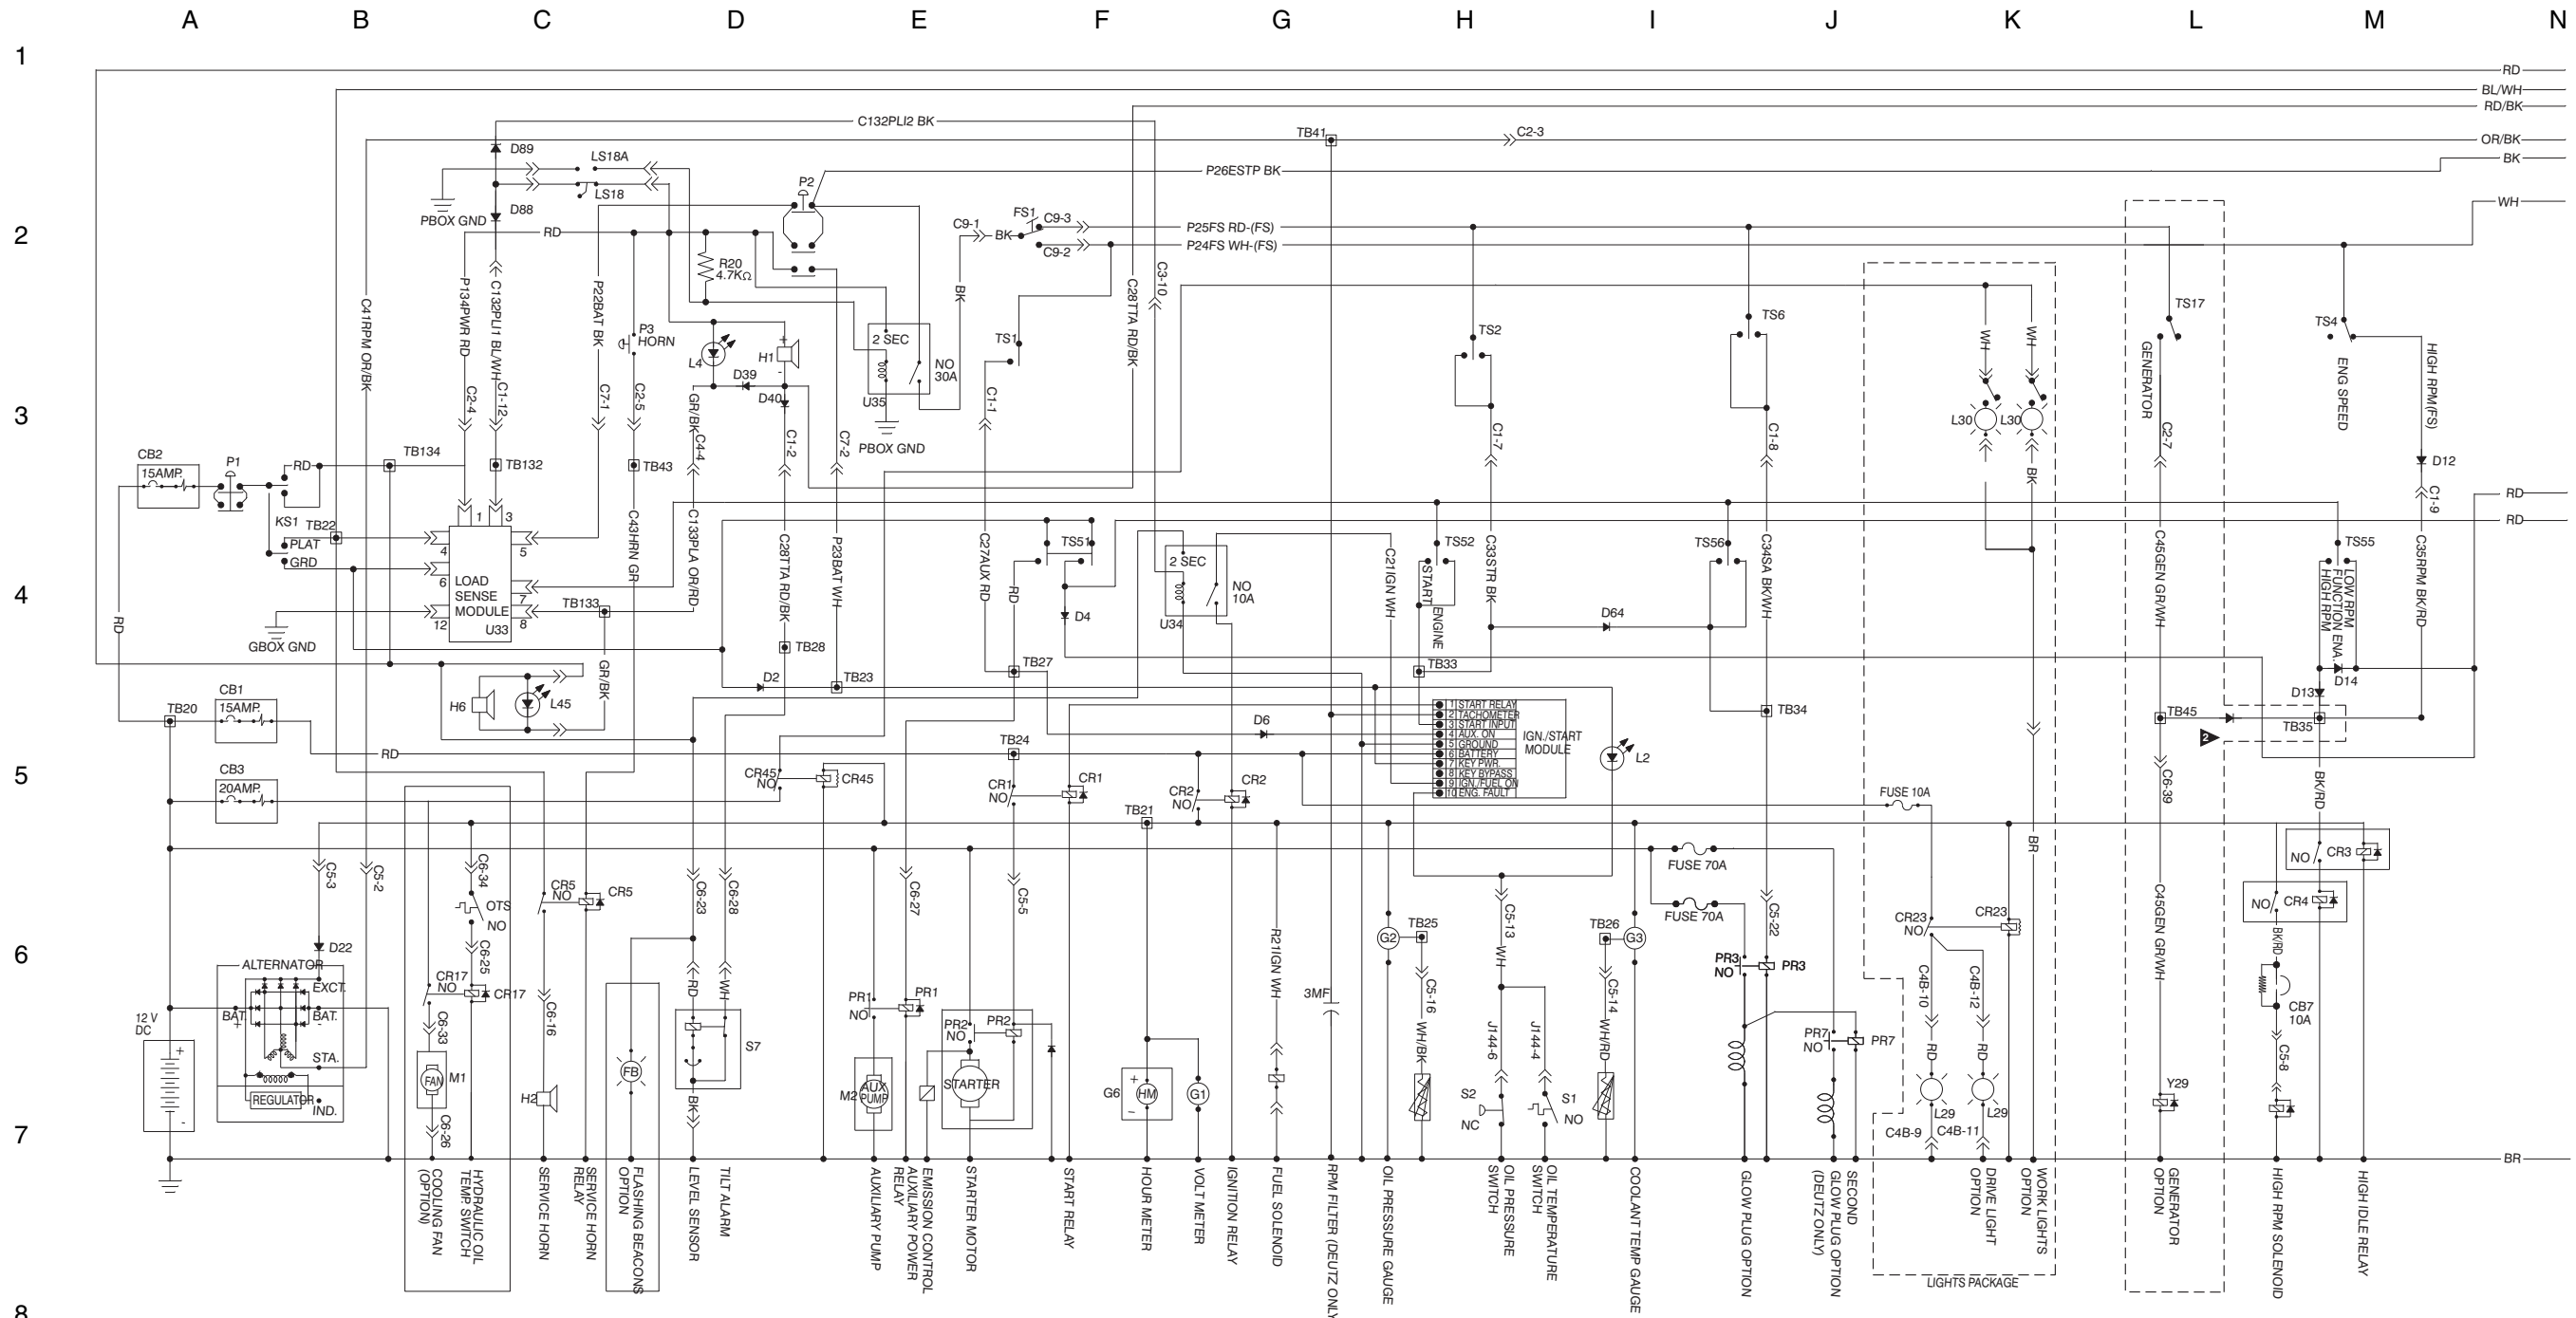 A B C D E F G H I J K L M N
1
RD
BL/WH
RD/BK
C132PLI2 BK
TB41
C2-3
OR/BK
D89
LS18A
BK
P26ESTP BK
LS18
P2
PBOX GND
D88
WH
2
RD
C9-1
FS1
C9-3
BK
C9-2
P25FS RD-(FS)
P24FS WH-(FS)
R20
4.7KΩ
P134PWR RD
C132PLI1 BL/WH
P22BAT BK
BK
C28TTA RD/BK
C3-10
C41RPM OR/BK
P3
HORN
L4
H1
+
-
2 SEC
NO
30A
U35
TS1
TS2
TS6
WH
WH
TS17
GENERATOR
TS4
ENG SPEED
HIGH RPM(FS)
3
C2-4
C1-12
C7-1
C2-5
D39
D40
GR/BK
C4-4
C1-2
C7-2
PBOX GND
C1-1
C1-7
C1-8
L30
L30
BK
C2-7
D12
C1-9
CB2
15AMP.
P1
RD
TB134
TB132
TB43
RD
RD
KS1
TB22
PLAT
GRD
1
3
4
5
6
LOAD
SENSE
7
MODULE
12
U33
8
TB133
GBOX GND
C43HRN GR
C133PLA OR/RD
C28TTA RD/BK
P23BAT WH
C27AUX RD
RD
TS51
D4
2 SEC
NO
10A
U34
C21IGN WH
TS52
START
ENGINE
C33STR BK
TS56
D64
C34SA BK/WH
C45GEN GR/WH
TS55
LOW RPM
FUNCTION ENA.
HIGH RPM
C35RPM BK/RD
4
RD
GR/BK
TB28
TB27
TB33
D2
TB23
D14
D13
TB20
CB1
15AMP.
H6
L45
D6
1 START RELAY
2 TACHOMETER
3 START INPUT
4 AUX. ON
5 GROUND
6 BATTERY
7 KEY PWR.
8 KEY BYPASS
9 IGN./FUEL ON
10 ENG. FAULT
IGN./START
MODULE
L2
TB34
TB45
TB35
2
RD
5
CB3
20AMP.
CR45
NO
CR45
TB24
CR1
NO
CR1
TB21
CR2
NO
CR2
FUSE 10A
C6-39
BK/RD
NO
CR3
C5-3
C5-2
C6-34
OTS
NO
CR5
NO
CR5
C6-23
C6-28
C6-27
C5-5
FUSE 70A
FUSE 70A
BR
C45GEN GR/WH
NO
CR4
6
D22
ALTERNATOR
EXCT.
BAT.
+
BAT.
-
STA.
REGULATOR
IND.
C6-25
CR17
NO
CR17
C6-33
C6-16
RD
WH
S7
PR1
NO
PR1
PR2
NO
PR2
R21IGN WH
3MF
G2
TB25
C5-16
C5-13
WH
TB26
G3
C5-14
PR3
NO
PR3
C5-22
CR23
NO
CR23
C4B-10
C4B-12
BK/RD
CB7
10A
12 V
DC
+
-
FAN
M1
C6-26
H2
FB
BK
M2
AUX
PUMP
STARTER
G6
+
HM
-
G1
WH/BK
J144-6
J144-4
S2
NC
S1
NO
WH/RD
PR7
NO
PR7
RD
RD
L29
L29
C4B-9
C4B-11
Y29
C5-8
7
BR
COOLING FAN
(OPTION)
HYDRAULIC OIL
TEMP SWITCH
SERVICE HORN
SERVICE HORN
RELAY
FLASHING BEACONS
OPTION
LEVEL SENSOR
TILT ALARM
AUXILIARY PUMP
AUXILIARY POWER
RELAY
EMISSION CONTROL
STARTER MOTOR
START RELAY
HOUR METER
VOLT METER
IGNITION RELAY
FUEL SOLENOID
RPM FILTER (DEUTZ ONLY
OIL PRESSURE GAUGE
OIL PRESSURE
SWITCH
OIL TEMPERATURE
SWITCH
COOLANT TEMP GAUGE
GLOW PLUG OPTION
SECOND
GLOW PLUG OPTION
(DEUTZ ONLY)
DRIVE LIGHT
OPTION
WORK LIGHTS
OPTION
LIGHTS PACKAGE
GENERATOR
OPTION
HIGH RPM SOLENOID
HIGH IDLE RELAY
8